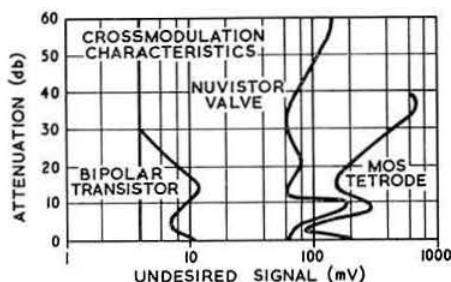 60
50
40
30
20
10
0
ATTENUATION (db)
CROSSMODULATION
CHARACTERISTICS
NUVISTOR
VALVE
BIPOLAR
TRANSISTOR
MOS
TETRODE
1
10
100
1000
UNDESIRED SIGNAL (mV)